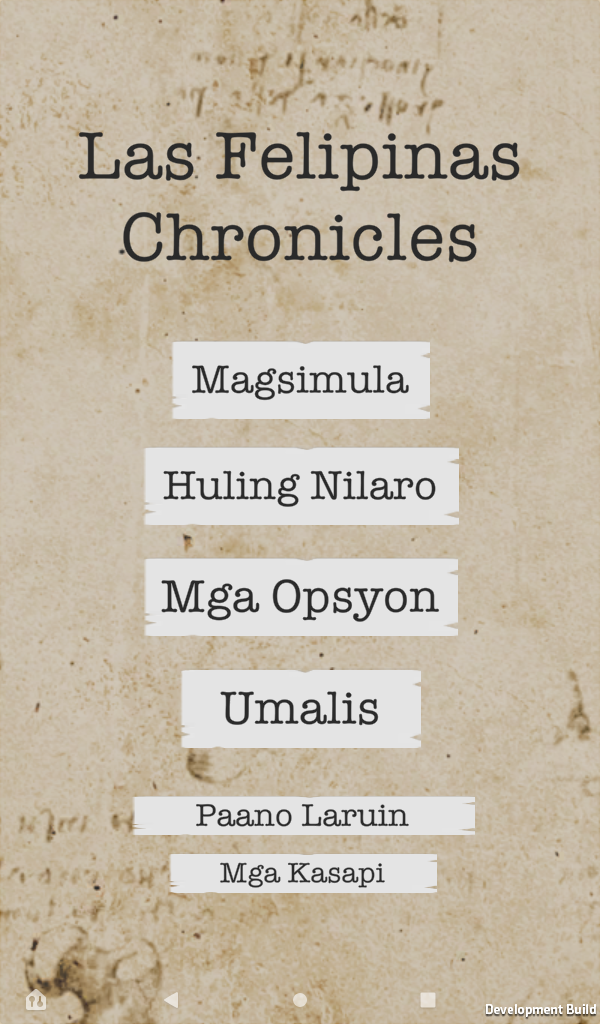 Las Felipinas
Chronicles
Magsimula
Huling Nilaro
Mga Opsyon
Umalis
Paano Laruin
Mga Kasapi
Development Build